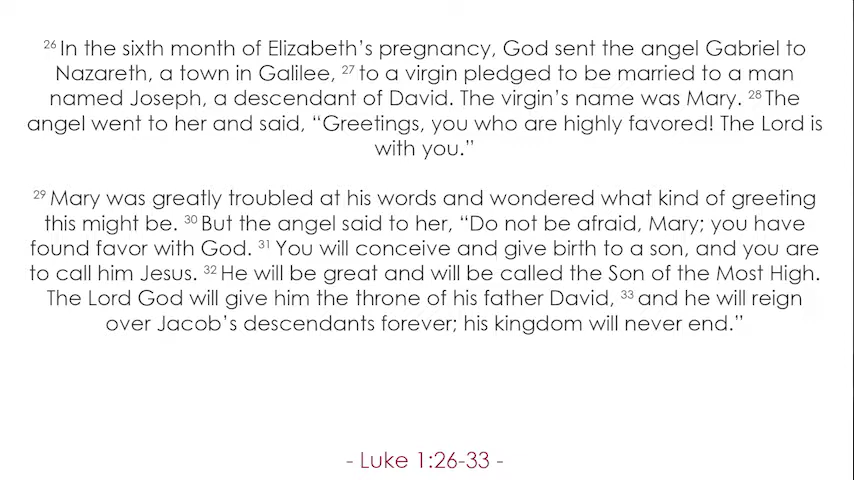 ²⁶ In the sixth month of Elizabeth’s pregnancy, God sent the angel Gabriel to
Nazareth, a town in Galilee, ²⁷ to a virgin pledged to be married to a man
named Joseph, a descendant of David. The virgin’s name was Mary. ²⁸ The
angel went to her and said, “Greetings, you who are highly favored! The Lord is
with you.”
²⁹ Mary was greatly troubled at his words and wondered what kind of greeting
this might be. ³⁰ But the angel said to her, “Do not be afraid, Mary; you have
found favor with God. ³¹ You will conceive and give birth to a son, and you are
to call him Jesus. ³² He will be great and will be called the Son of the Most High.
The Lord God will give him the throne of his father David, ³³ and he will reign
over Jacob’s descendants forever; his kingdom will never end.”
- Luke 1:26-33 -